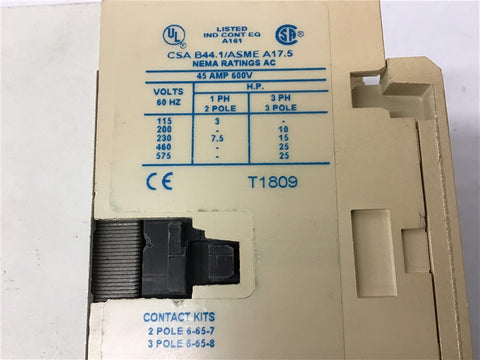 UL LISTED SA
IND CONT EQ
A161
CSA B44.1/ASME A17.5
NEMA RATINGS AC
45 AMP 600V
VOLTS 60 HZ H.P.
1 PH 2 POLE 3 PH 3 POLE
115 3
200 - 10
230 7.5 15
460 - 25
575 - 25
CE T1809
CONTACT KITS
2 POLE 6-65-7
3 POLE 6-65-8